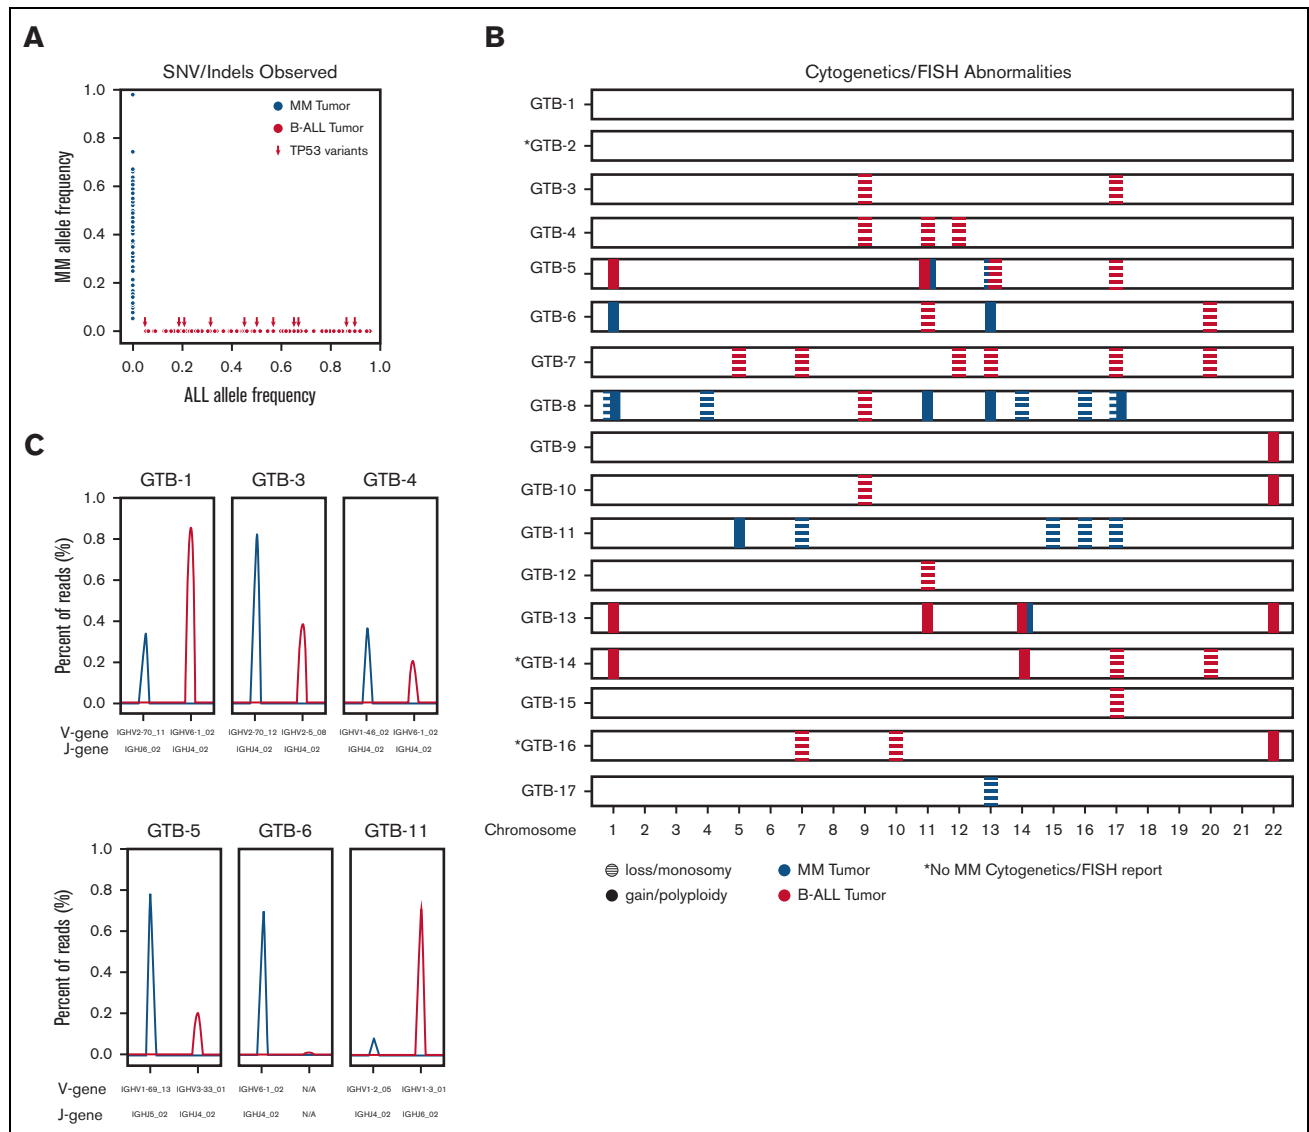 A
SNV/Indels Observed
1.0
0.8
0.6
0.4
0.2
0.0
MM allele frequency
MM Tumor
B-ALL Tumor
TP53 variants
0.0 0.2 0.4 0.6 0.8 1.0
ALL allele frequency
B
Cytogenetics/FISH Abnormalities
GTB-1
*GTB-2
GTB-3
GTB-4
GTB-5
GTB-6
GTB-7
GTB-8
GTB-9
GTB-10
GTB-11
GTB-12
GTB-13
*GTB-14
GTB-15
*GTB-16
GTB-17
Chromosome 1 2 3 4 5 6 7 8 9 10 11 12 13 14 15 16 17 18 19 20 21 22
loss/monosomy MM Tumor *No MM Cytogenetics/FISH report
gain/polyploidy B-ALL Tumor
C
GTB-1 GTB-3 GTB-4
1.0
0.8
0.6
0.4
0.2
0.0
Percent of reads (%)
V-gene IGHV2-70_11 IGHV6-1_02 IGHV2-70_12 IGHV2-5_08 IGHV1-46_02 IGHV6-1_02
J-gene IGHJ6_02 IGHJ4_02 IGHJ4_02 IGHJ4_02 IGHJ4_02 IGHJ4_02
GTB-5 GTB-6 GTB-11
1.0
0.8
0.6
0.4
0.2
0.0
Percent of reads (%)
V-gene IGHV1-69_13 IGHV3-33_01 IGHV6-1_02 N/A IGHV1-2_05 IGHV1-3_01
J-gene IGHJ5_02 IGHJ4_02 IGHJ4_02 N/A IGHJ4_02 IGHJ6_02